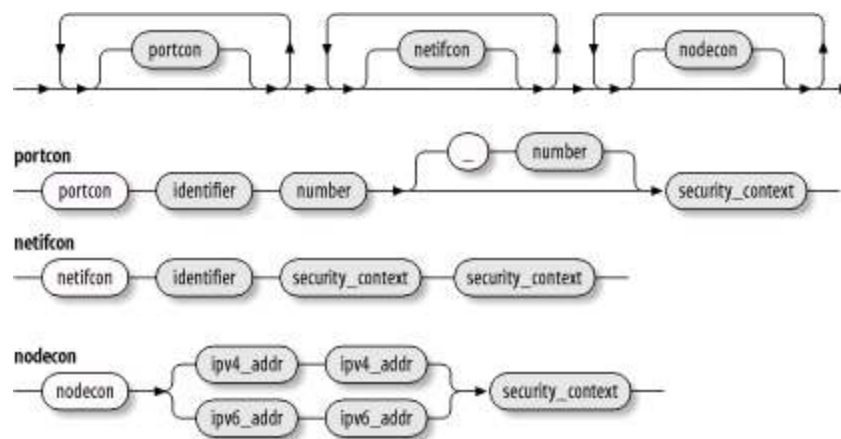 portcon netifcon nodecon
portcon
_ number
portcon identifier number security_context
netifcon
netifcon identifier security_context security_context
nodecon
ipv4_addr ipv4_addr
nodecon security_context
ipv6_addr ipv6_addr